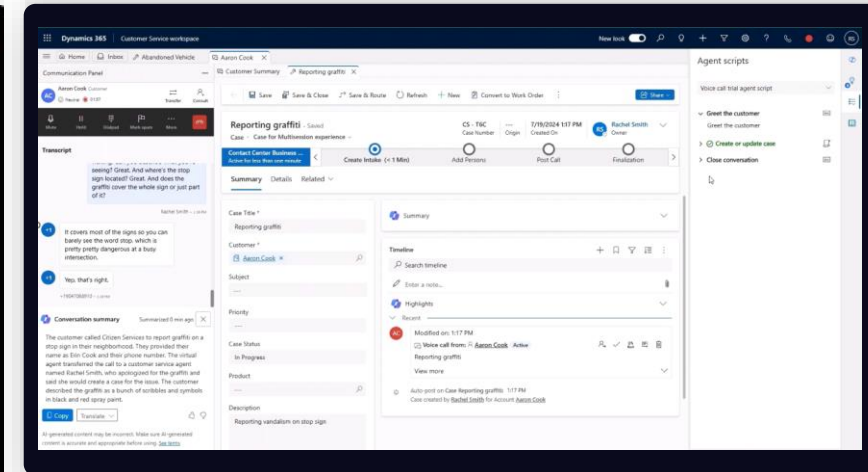 Dynamics 365 Customer Service workspace New look RS
Home Inbox Abandoned Vehicle Aaron Cook
Communication Panel
AC Aaron Cook Customer
Neutral 01:01
Transfer Consult
Mute Hold More
Transcript
seeing? Great. And where's the stop
sign located? Great. And does the
graffiti cover the whole sign or just part
of it?
Rachel Smith
It covers most of the signs so you can
barely see the word stop, which is
pretty pretty dangerous at a busy
intersection.
Yep, that's right.
Conversation summary Summarized 0 min ago
The customer called Citizen Services to report graffiti on a
stop sign in their neighborhood. They provided their
name as Erin Cook and their phone number. The virtual
agent transferred the call to a customer service agent
named Rachel Smith, who apologized for the graffiti and
said she would create a case for the issue. The customer
described the graffiti as a bunch of scribbles and symbols
in black and red spray paint.
Copy Translate
AI-generated content may be incorrect. Make sure AI-generated
content is accurate and appropriate before using. See terms
Customer Summary Reporting graffiti
Save Save & Close Save & Route Refresh + New Convert to Work Order Share
Reporting graffiti - Saved
Case · Case for Multisession experience
CS - T6C
Case Number
---
Origin
7/19/2024 1:17 PM
Created On
RS Rachel Smith
Owner
Contact Center Business ...
Active for less than one minute
Create Intake (< 1 Min) Add Persons Post Call Finalization
Summary Details Related
Case Title *
Reporting graffiti
Customer *
Aaron Cook
Subject
---
Priority
---
Case Status
In Progress
Product
---
Description
Reporting vandalism on stop sign
Summary
Timeline
Search timeline
Enter a note...
Highlights
Recent
AC Modified on: 1:17 PM
Voice call from: Aaron Cook Active
Reporting graffiti
View more
Auto-post on Case Reporting graffiti 1:17 PM
Case created by Rachel Smith for Account Aaron Cook
Agent scripts
Voice call trial agent script
Greet the customer
Greet the customer
Create or update case
Close conversation